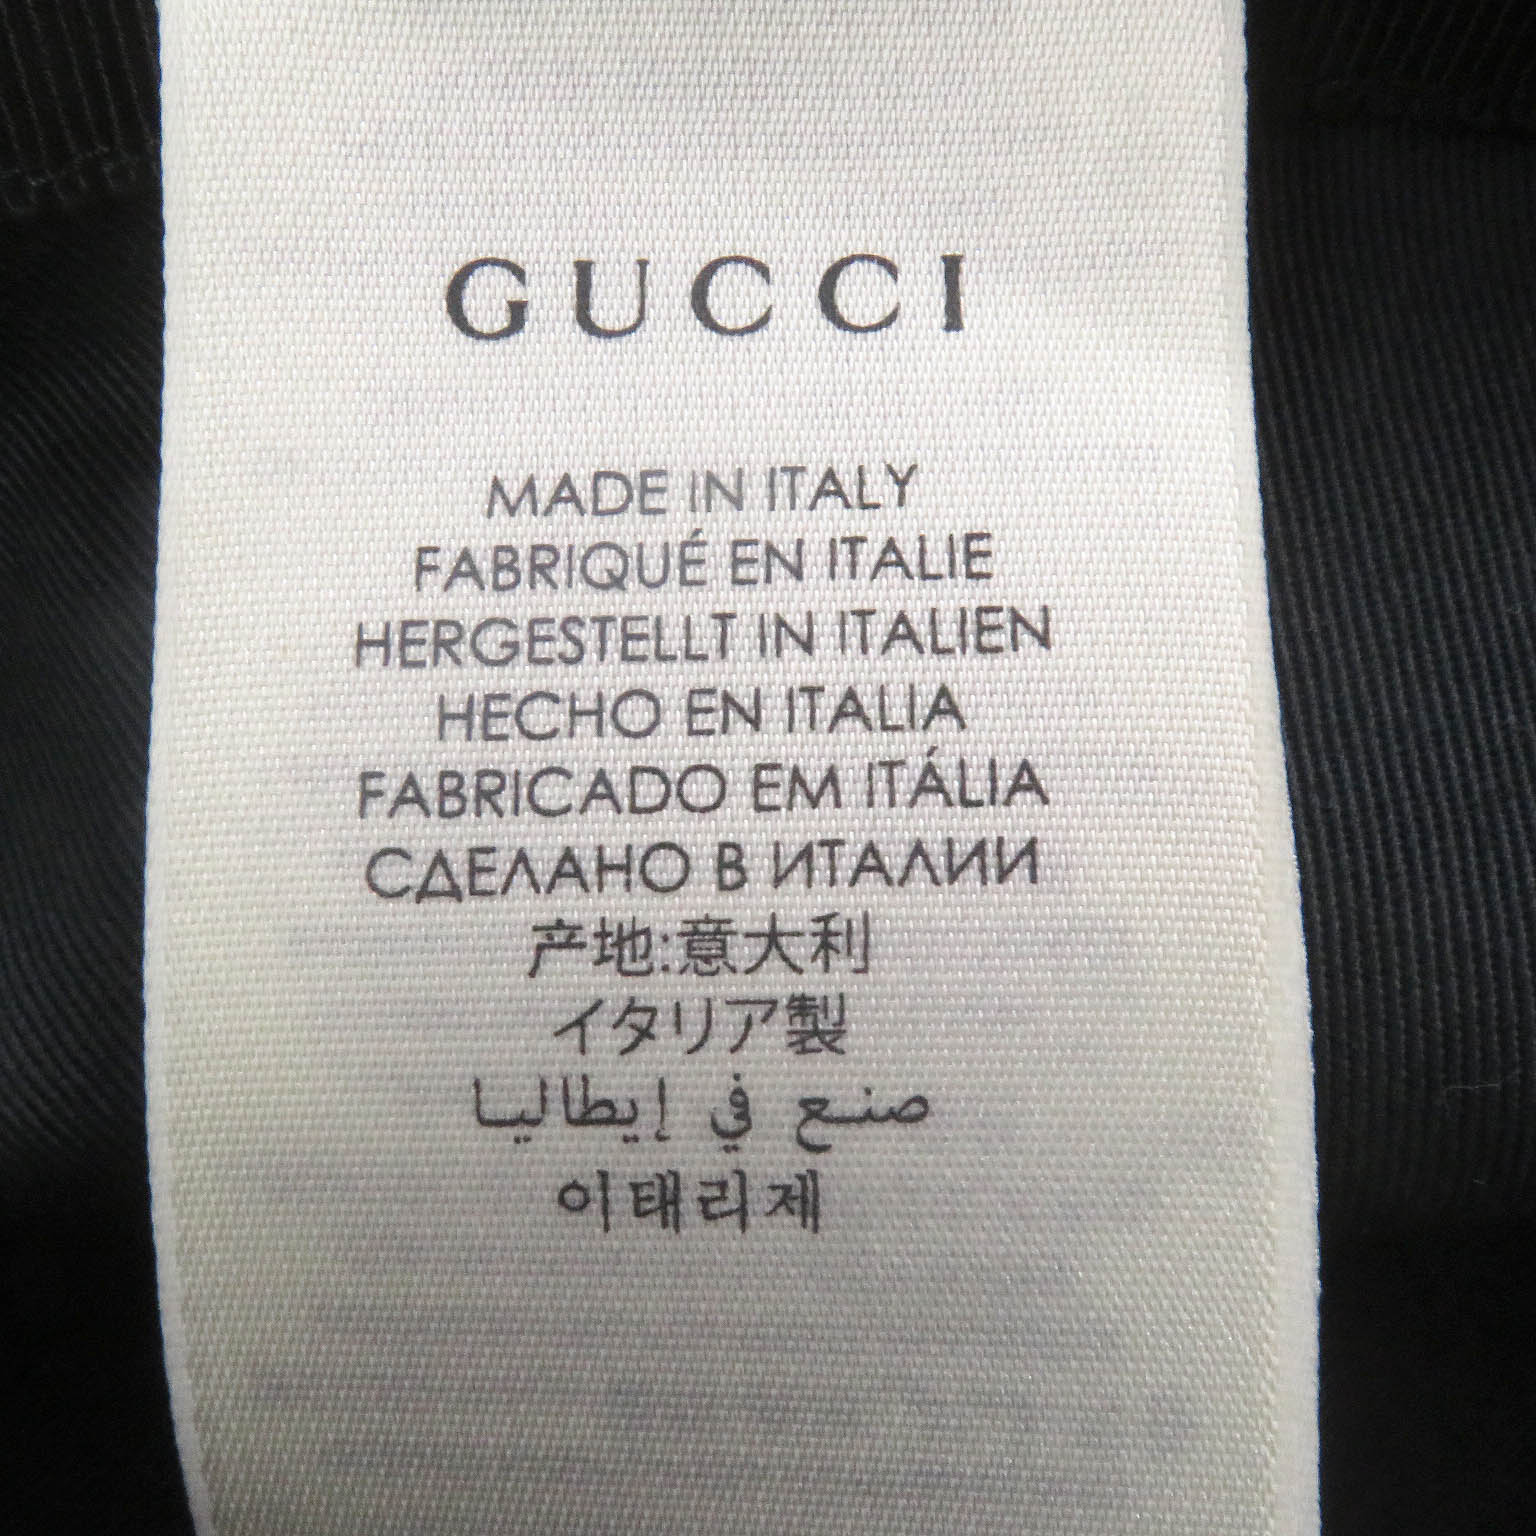 GUCCI
MADE IN ITALY
FABRIQUÉ EN ITALIE
HERGESTELLT IN ITALIEN
HECHO EN ITALIA
FABRICADO EM ITÁLIA
СДЕЛАНО В ИТАЛИИ
产地:意大利
イタリア製
صنع في إيطاليا
이태리제